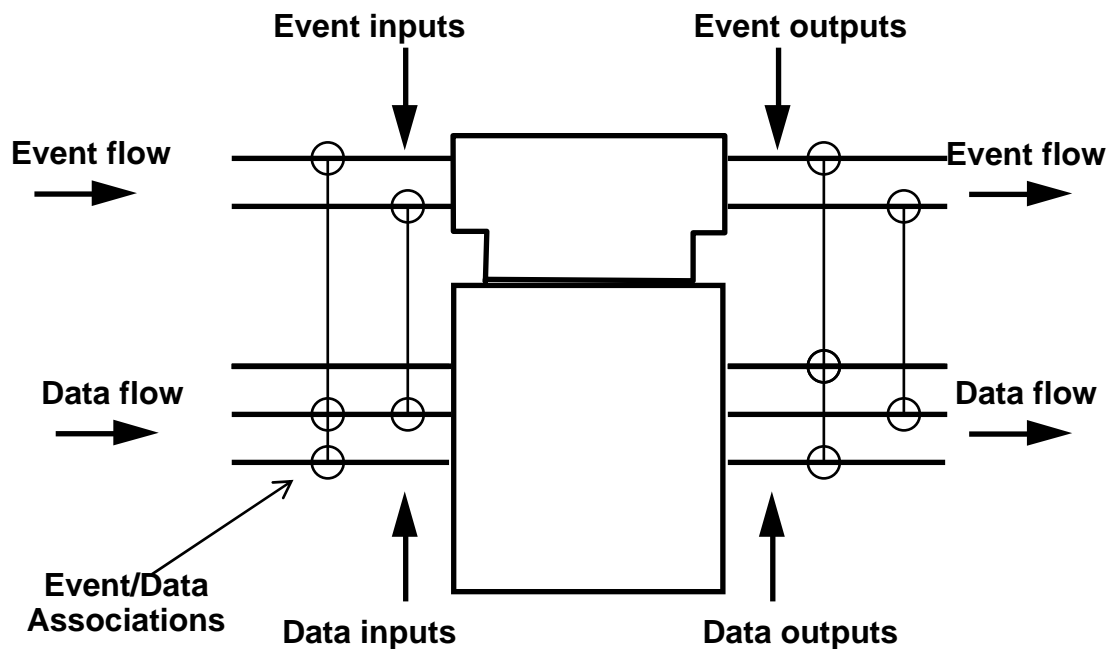 Event inputs
Event outputs
Event flow
Event flow
Data flow
Data flow
Event/Data
Associations
Data inputs
Data outputs